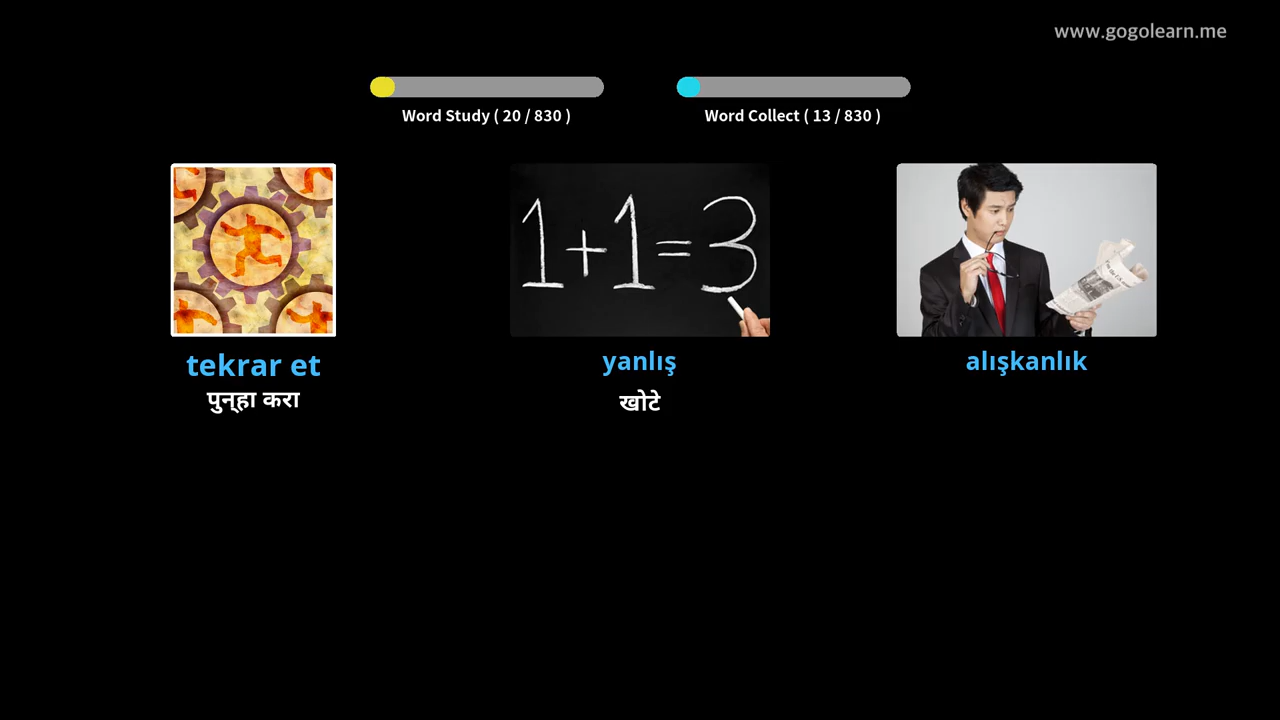 www.gogolearn.me
Word Study ( 20 / 830 )
Word Collect ( 13 / 830 )
1+1=3
tekrar et
पुन्हा करा
yanlış
खोटे
alışkanlık